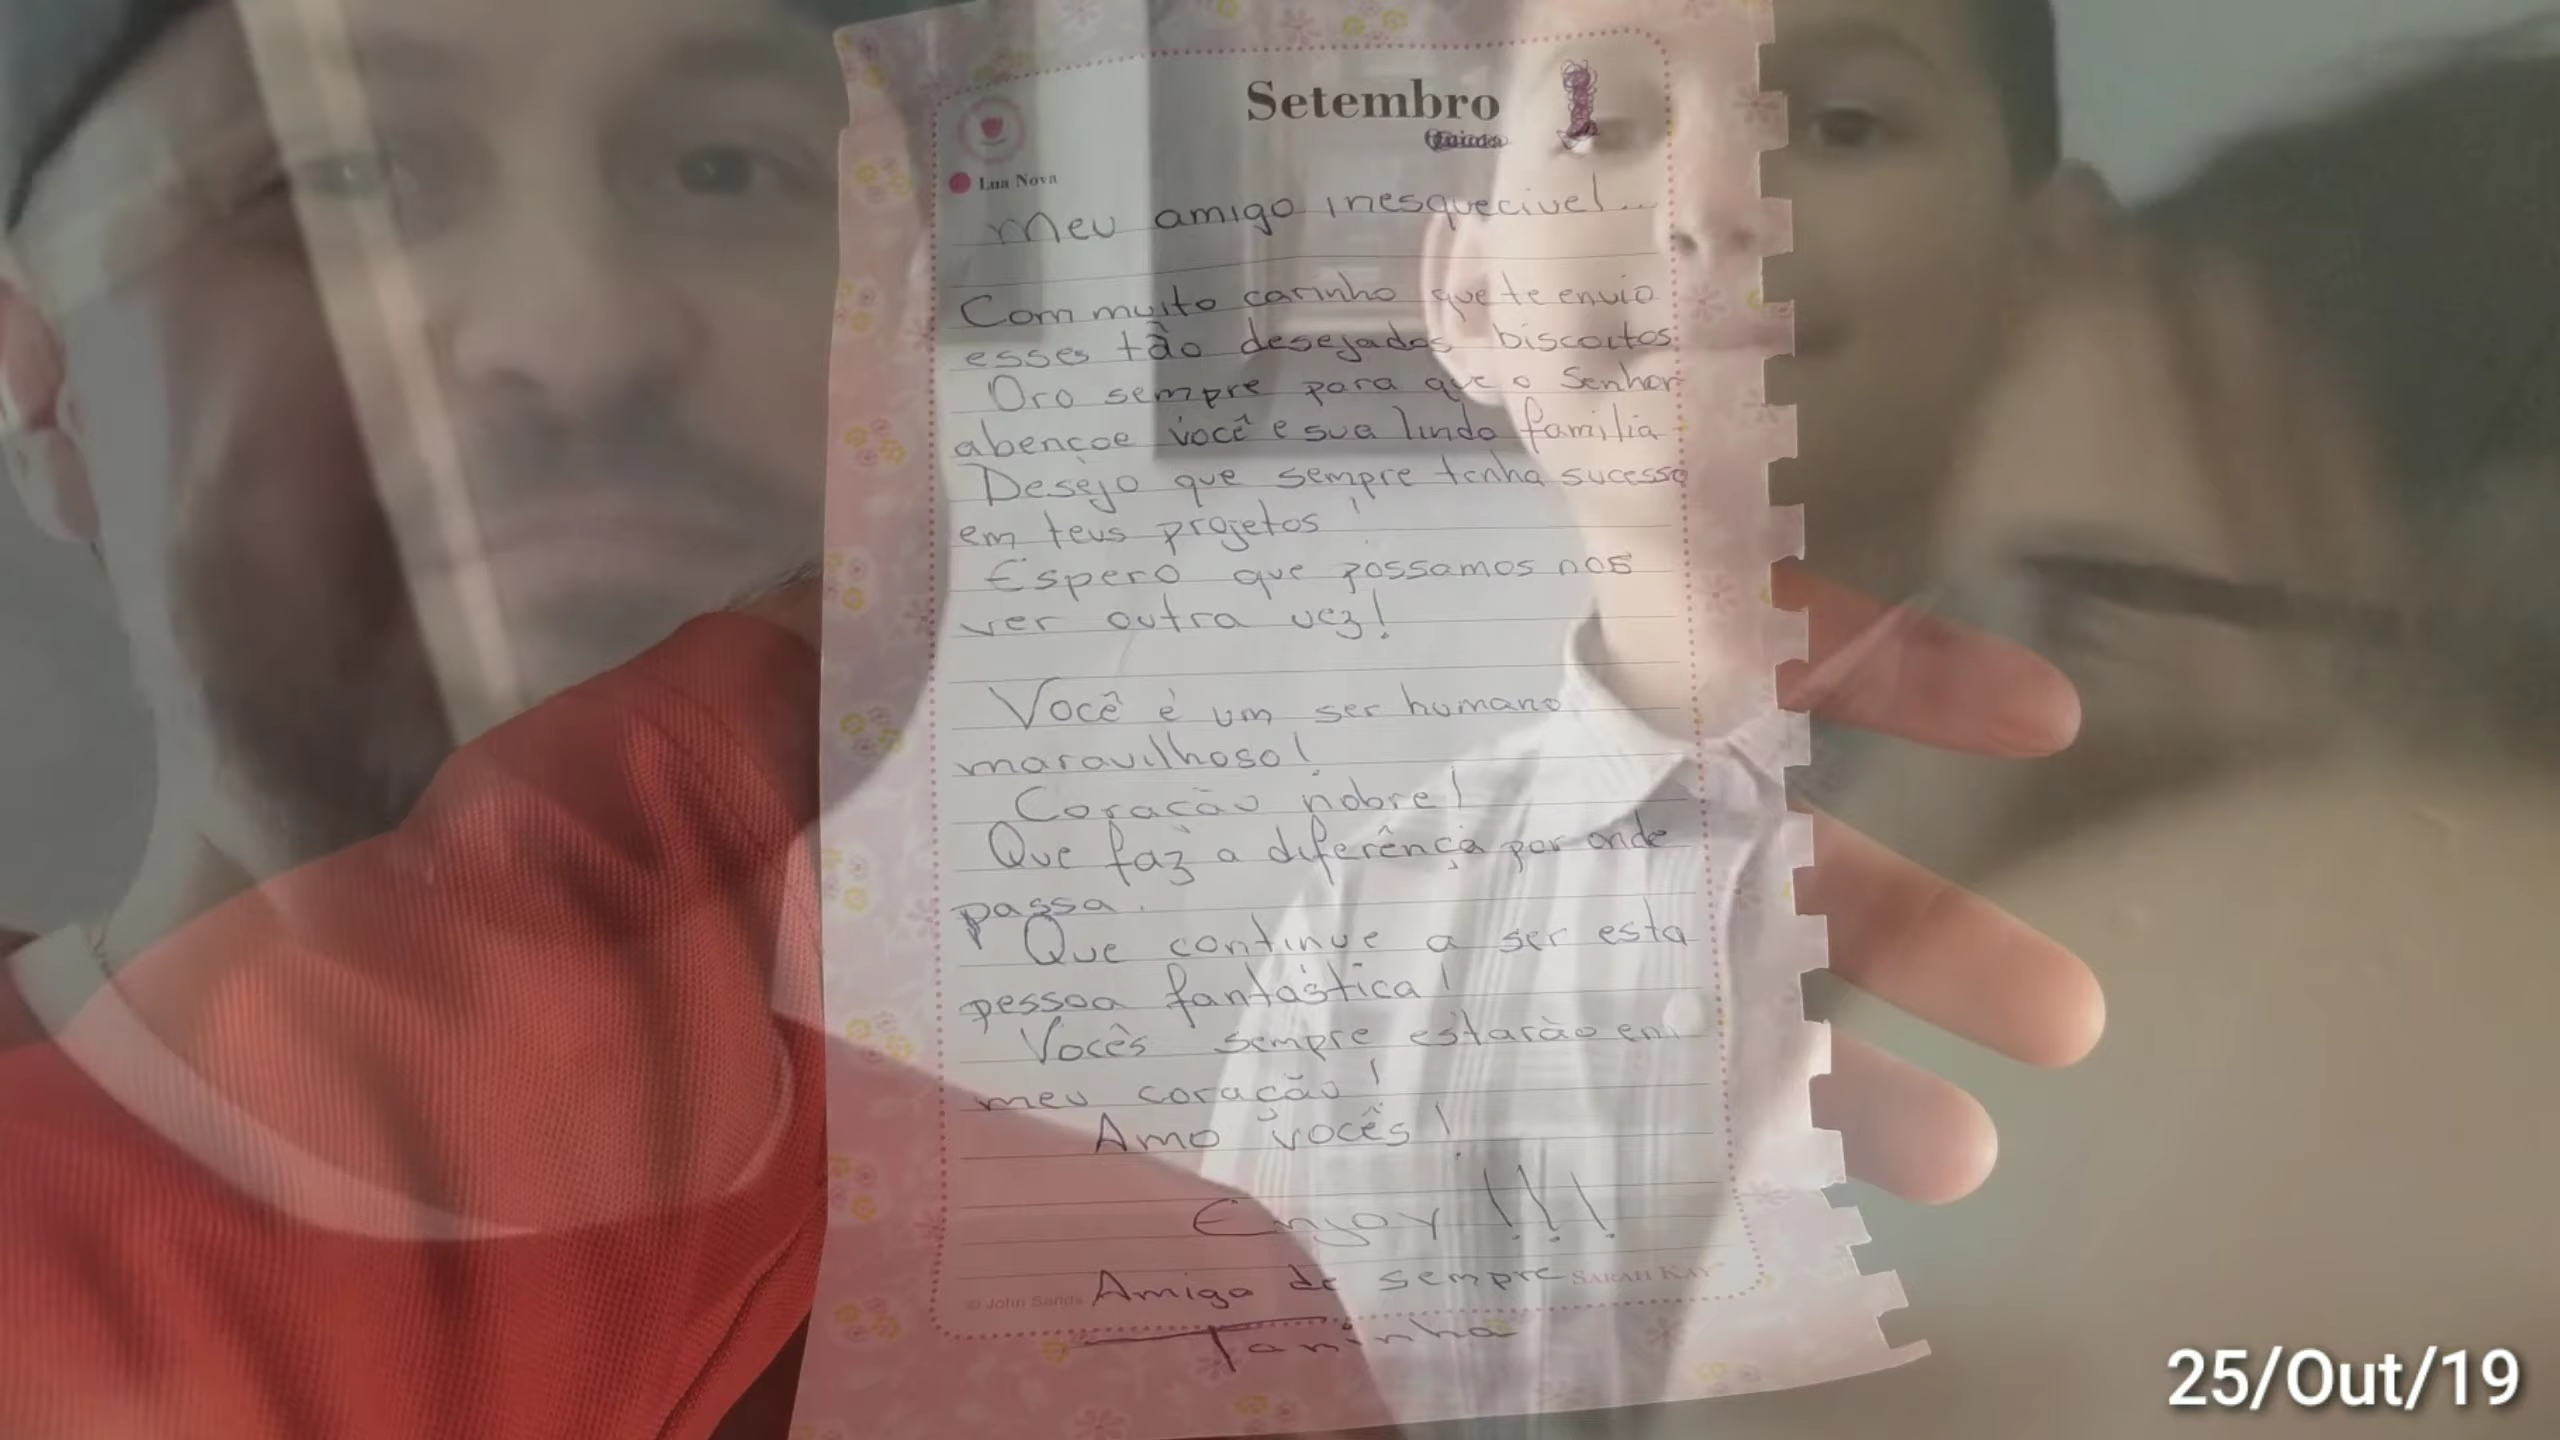 Setembro
Lua Nova
Meu amigo inesquecivel...
Com muito carinho que te envio
esses tão desejados biscoitos.
Oro sempre para que o Senhor
abençoe você e sua linda familia
Desejo que sempre tenha sucesso
em teus projetos!
Espero que possamos nos
ver outra vez!
Você é um ser humano
maravilhoso!
Coração nobre!
Que faz a diferênça por onde
passa.
Que continue a ser esta
pessoa fantástica!
Vocês sempre estarão em
meu coração!
Amo vocês!
Enjoy!!!
Amiga de sempre
© John Sands SARAH KAY
Taninha
25/Out/19